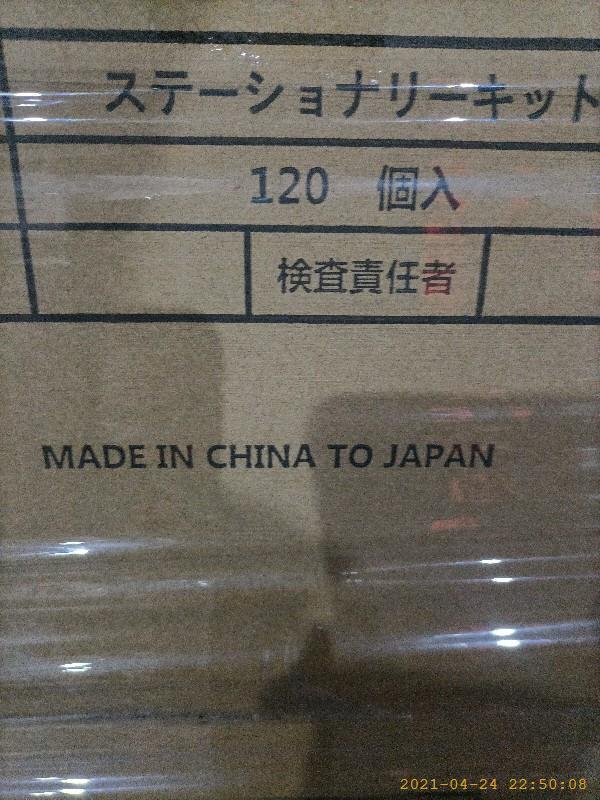 ステーショナリーキット
120 個入
検査責任者
MADE IN CHINA TO JAPAN
2021-04-24 22:50:08